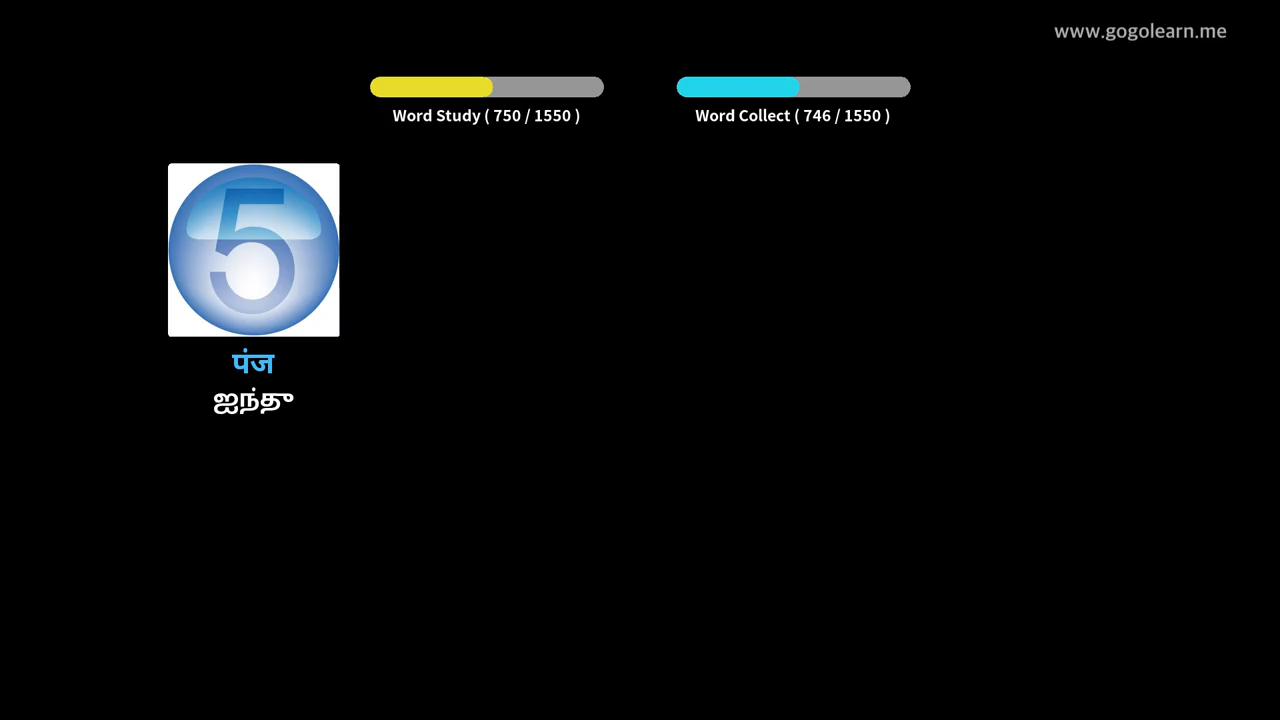 www.gogolearn.me
Word Study ( 750 / 1550 )
Word Collect ( 746 / 1550 )
5
पंज
ஐந்து